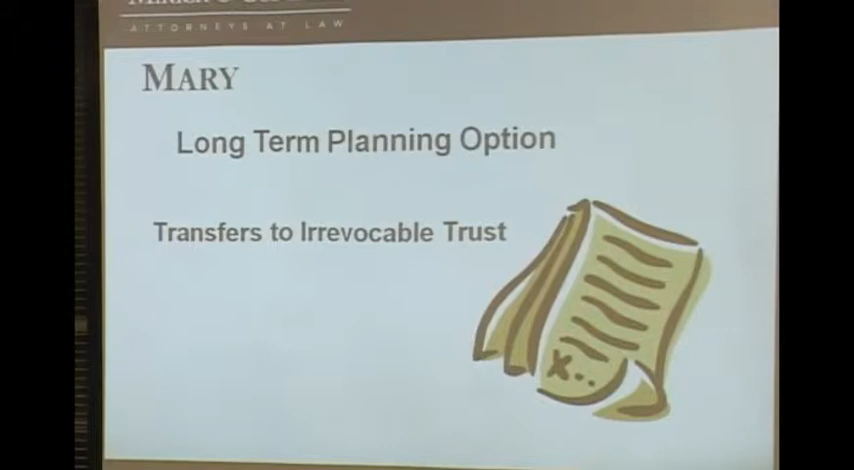 ATTORNEYS AT LAW
MARY
Long Term Planning Option
Transfers to Irrevocable Trust